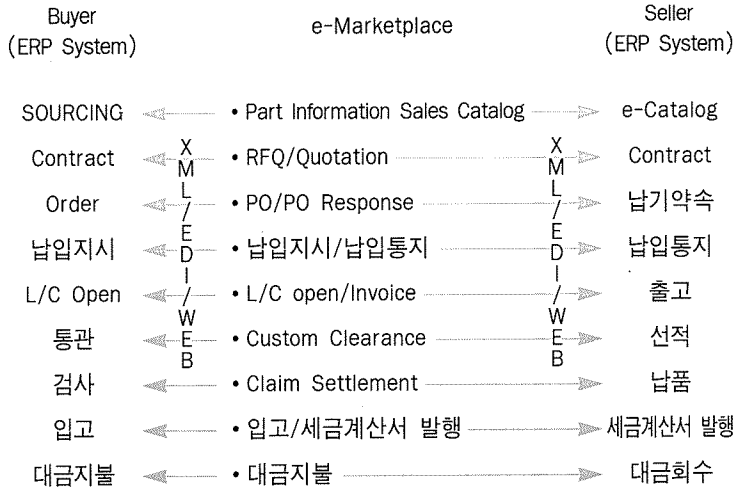 Buyer
(ERP System)
e-Marketplace
Seller
(ERP System)
SOURCING • Part Information Sales Catalog e-Catalog
Contract • RFQ/Quotation Contract
Order • PO/PO Response 납기약속
납입지시 • 납입지시/납입통지 납입통지
L/C Open • L/C open/Invoice 출고
통관 • Custom Clearance 선적
검사 • Claim Settlement 납품
입고 • 입고/세금계산서 발행 세금계산서 발행
대금지불 • 대금지불 대금회수
XML/EDI/WEB
XML/EDI/WEB